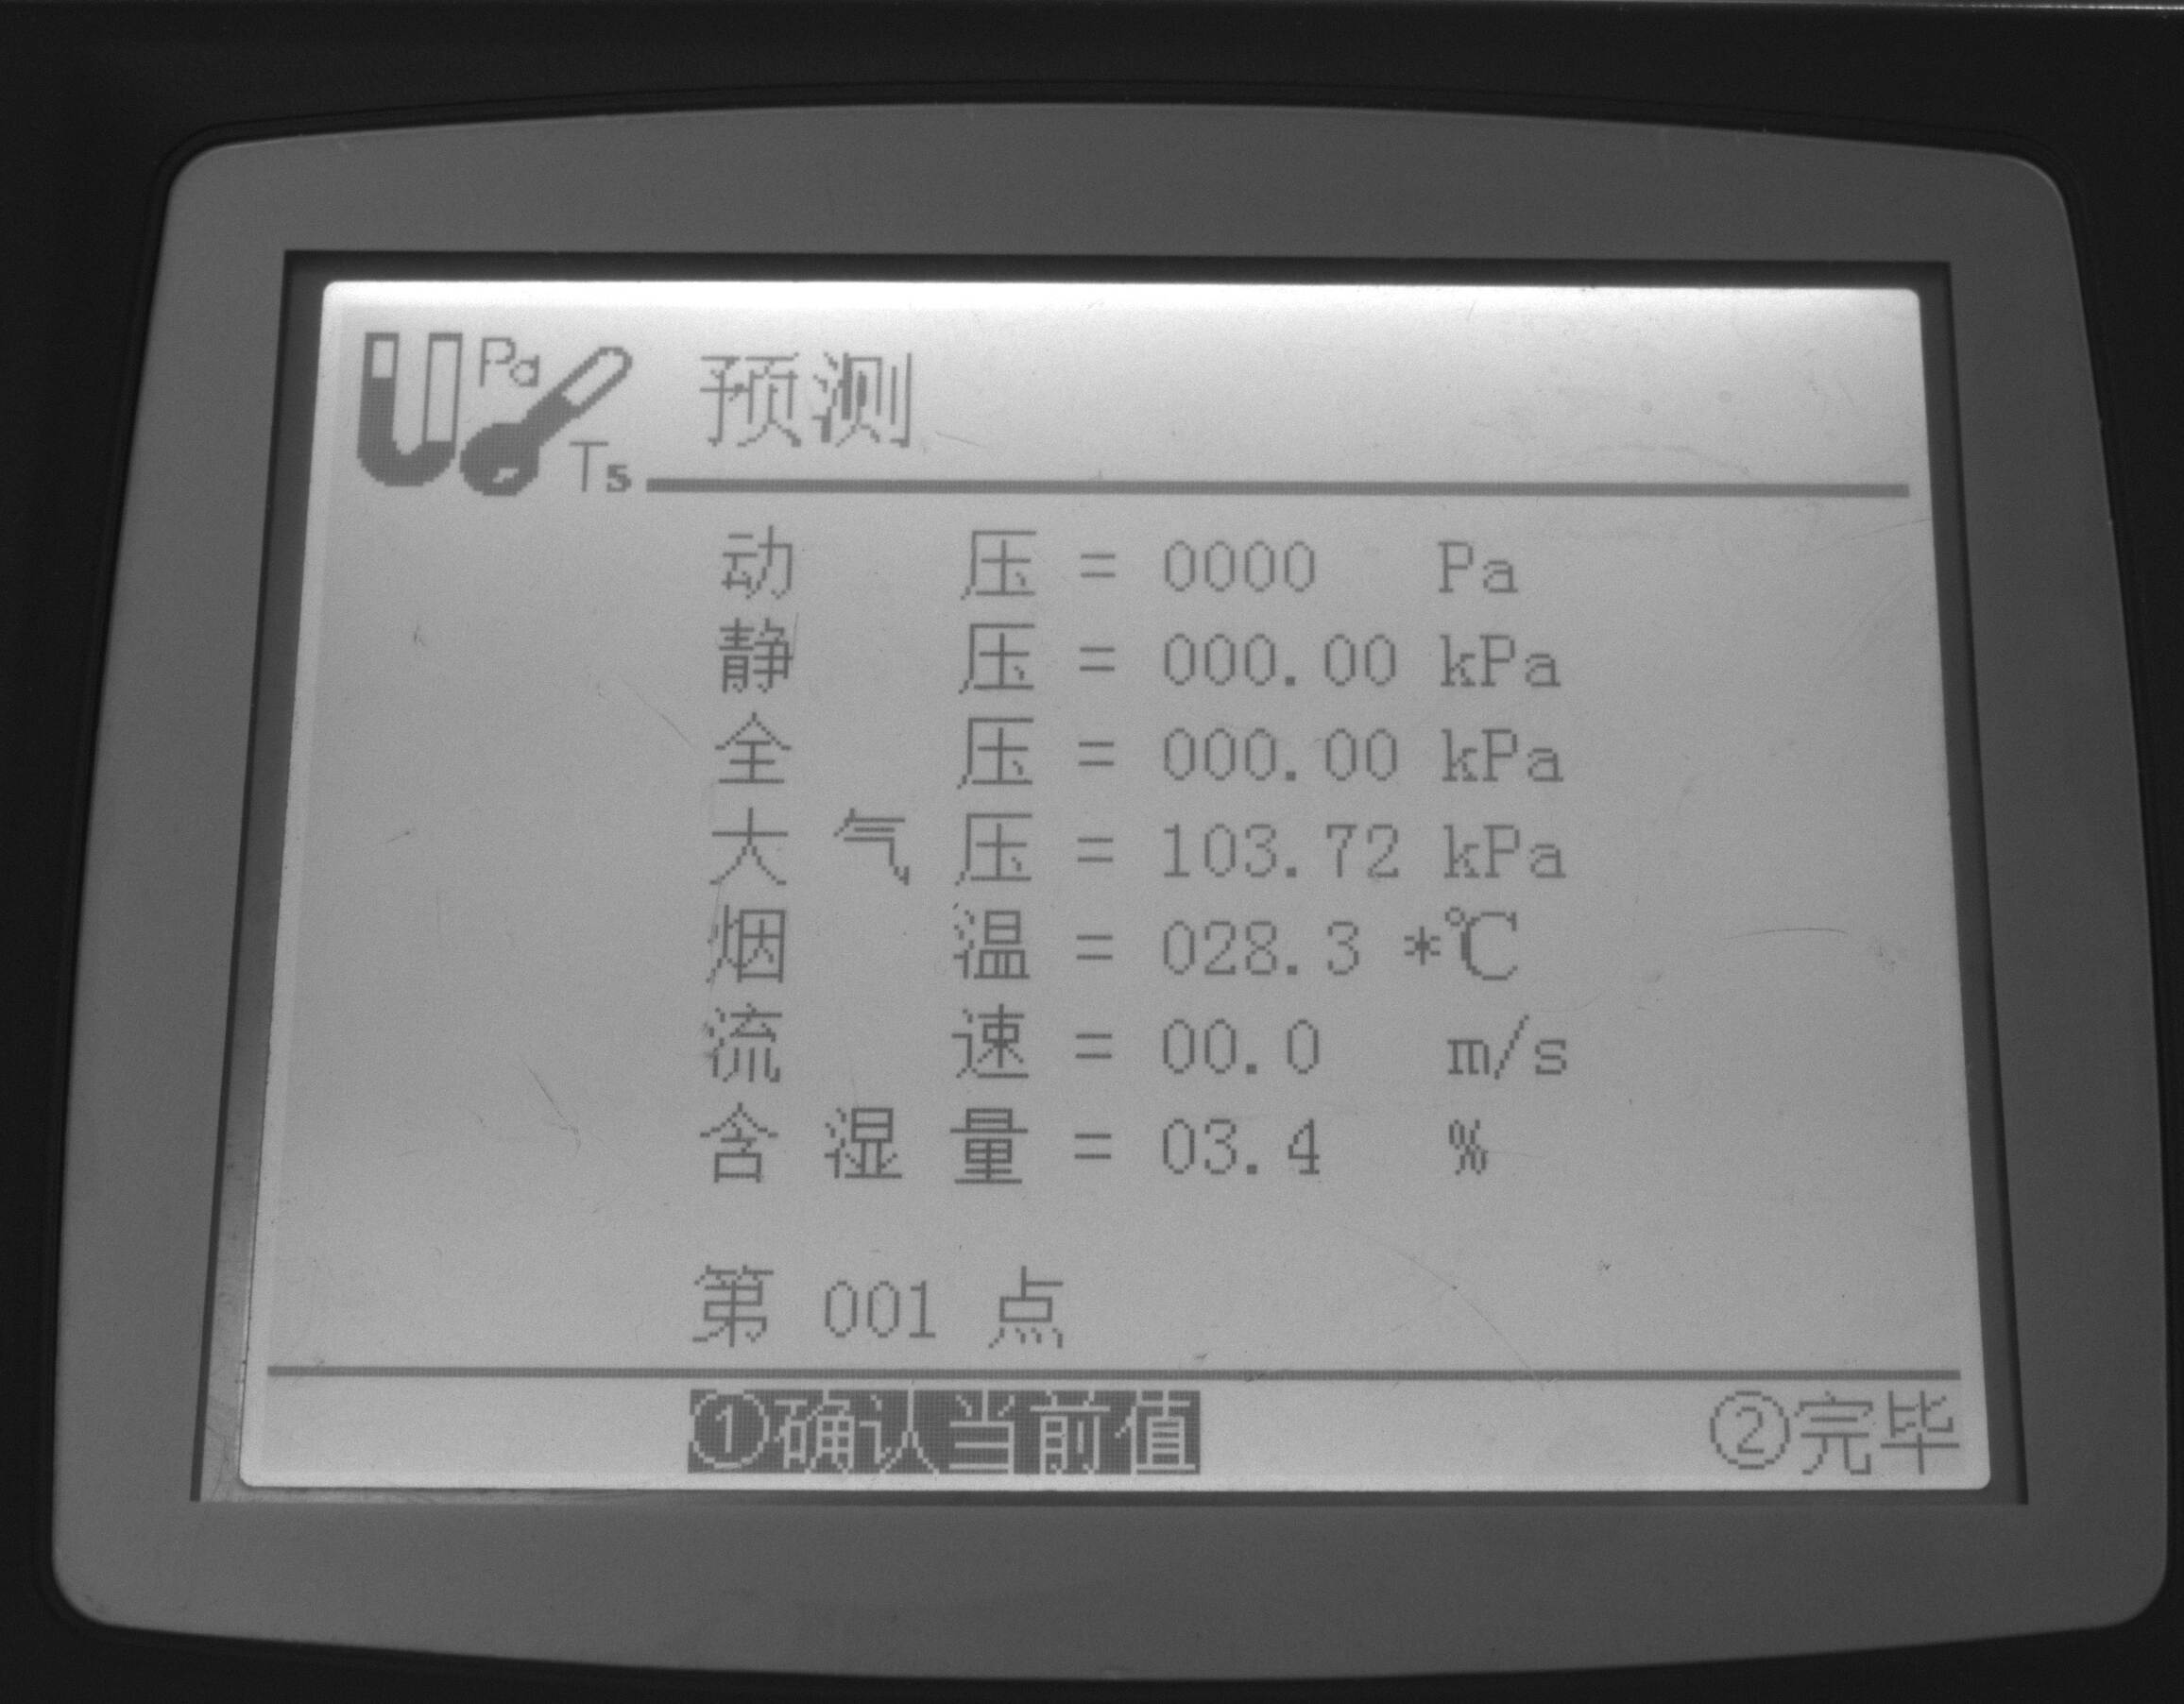 Pa
Ts
预测
动 压 = 0000 Pa
静 压 = 000.00 kPa
全 压 = 000.00 kPa
大 气 压 = 103.72 kPa
烟 温 = 028.3 *℃
流 速 = 00.0 m/s
含 湿 量 = 03.4 %
第 001 点
①确认当前值 ②完毕